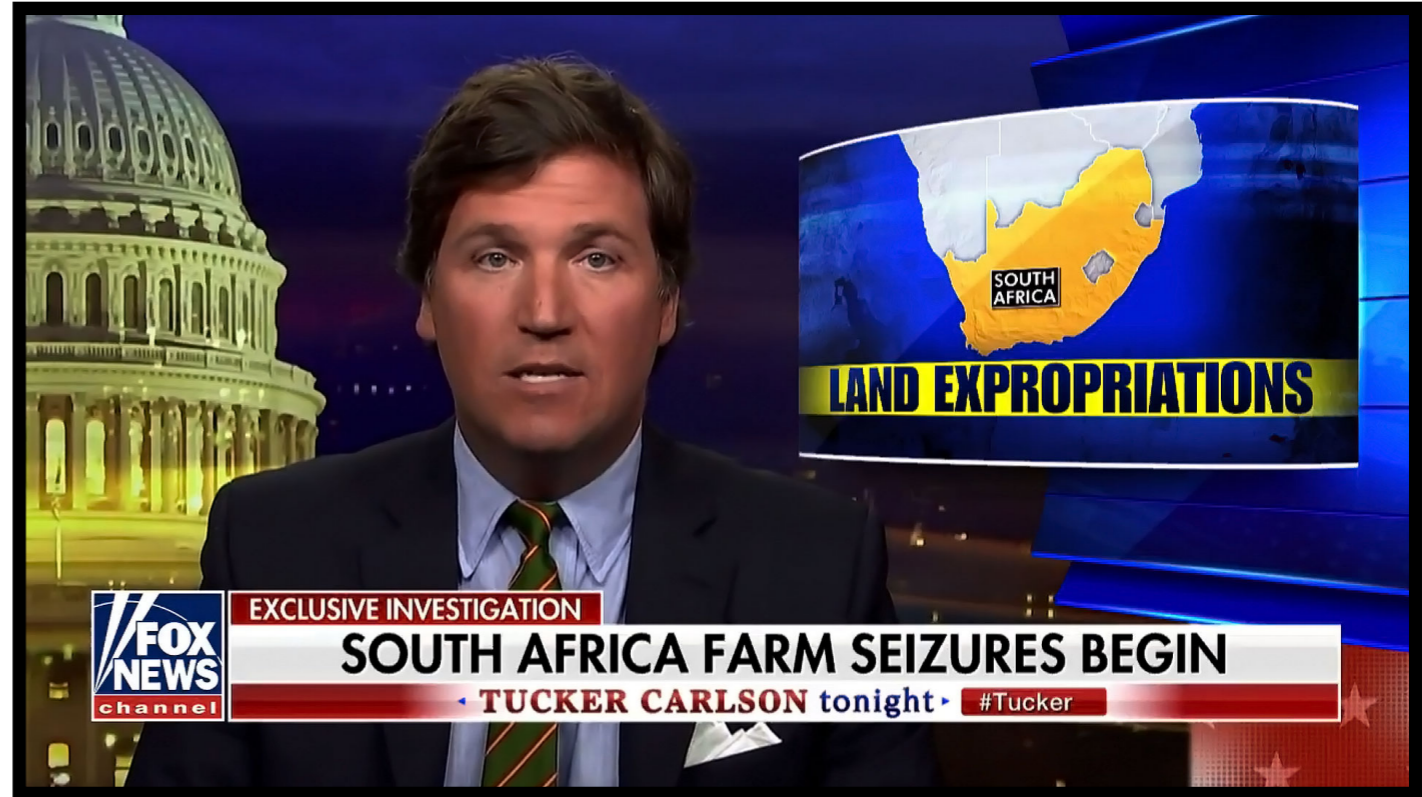 SOUTH
AFRICA
LAND EXPROPRIATIONS
EXCLUSIVE INVESTIGATION
FOX
NEWS
channel
SOUTH AFRICA FARM SEIZURES BEGIN
TUCKER CARLSON tonight #Tucker